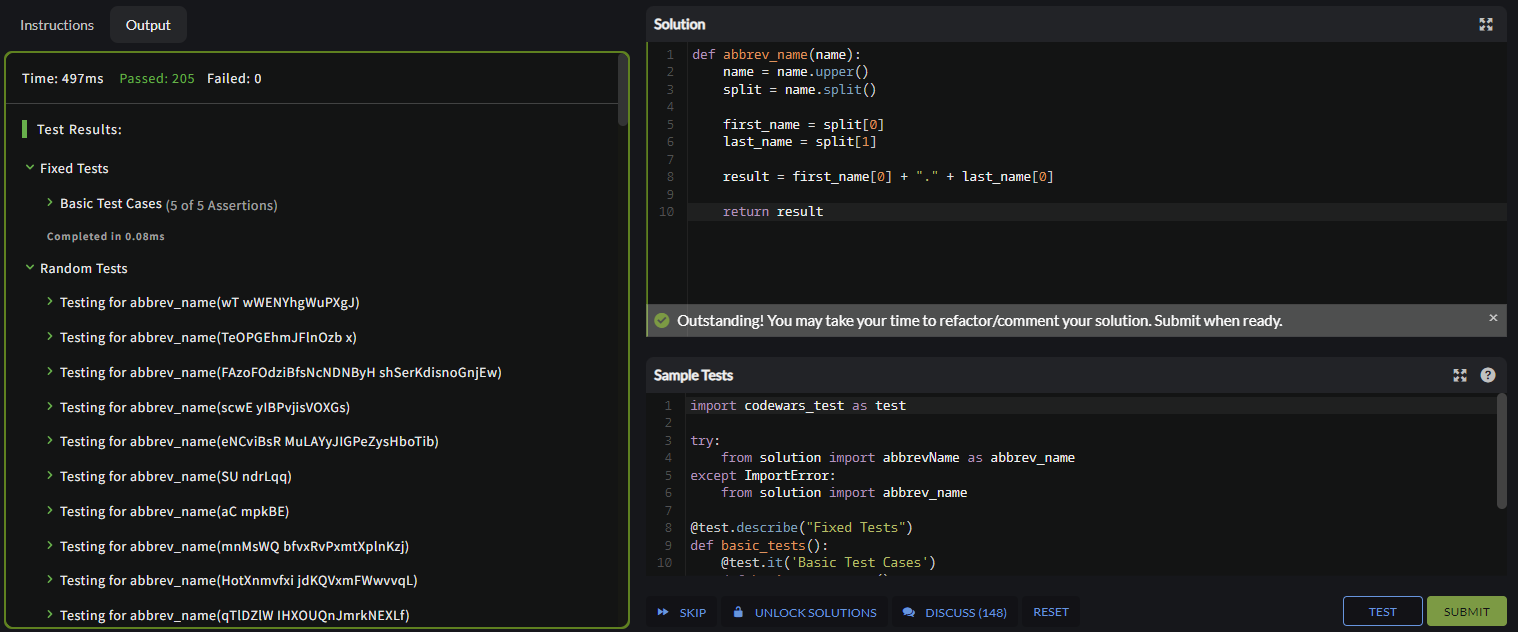 Instructions
Output
Time: 497ms Passed: 205 Failed: 0
Test Results:
Fixed Tests
Basic Test Cases (5 of 5 Assertions)
Completed in 0.08ms
Random Tests
Testing for abbrev_name(wT wWENYhgWuPXgJ)
Testing for abbrev_name(TeOPGEhmJFlnOzb x)
Testing for abbrev_name(FAzoFOdziBfsNcNDNByH shSerKdisnoGnjEw)
Testing for abbrev_name(scwE yIBPvjisVOXGs)
Testing for abbrev_name(eNCviBsR MuLAYyJIGPeZysHboTib)
Testing for abbrev_name(SU ndrLqq)
Testing for abbrev_name(aC mpkBE)
Testing for abbrev_name(mnMsWQ bfvxRvPxmtXplnKzj)
Testing for abbrev_name(HotXnmvfxi jdKQVxmFWwvvqL)
Testing for abbrev_name(qTlDZlW IHXOUQnJmrkNEXLf)
Solution
1 def abbrev_name(name):
2     name = name.upper()
3     split = name.split()
4
5     first_name = split[0]
6     last_name = split[1]
7
8     result = first_name[0] + "." + last_name[0]
9
10     return result
Outstanding! You may take your time to refactor/comment your solution. Submit when ready.
Sample Tests
1 import codewars_test as test
2
3 try:
4     from solution import abbrevName as abbrev_name
5 except ImportError:
6     from solution import abbrev_name
7
8 @test.describe("Fixed Tests")
9 def basic_tests():
10     @test.it('Basic Test Cases')
SKIP
UNLOCK SOLUTIONS
DISCUSS (148)
RESET
TEST
SUBMIT